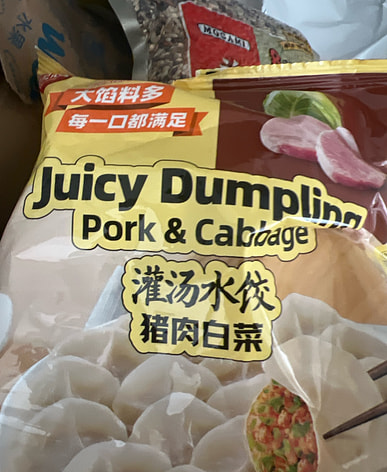 MOGAMI
大馅料多
每一口都满足
Juicy Dumpling
Pork & Cabbage
灌汤水饺
猪肉白菜